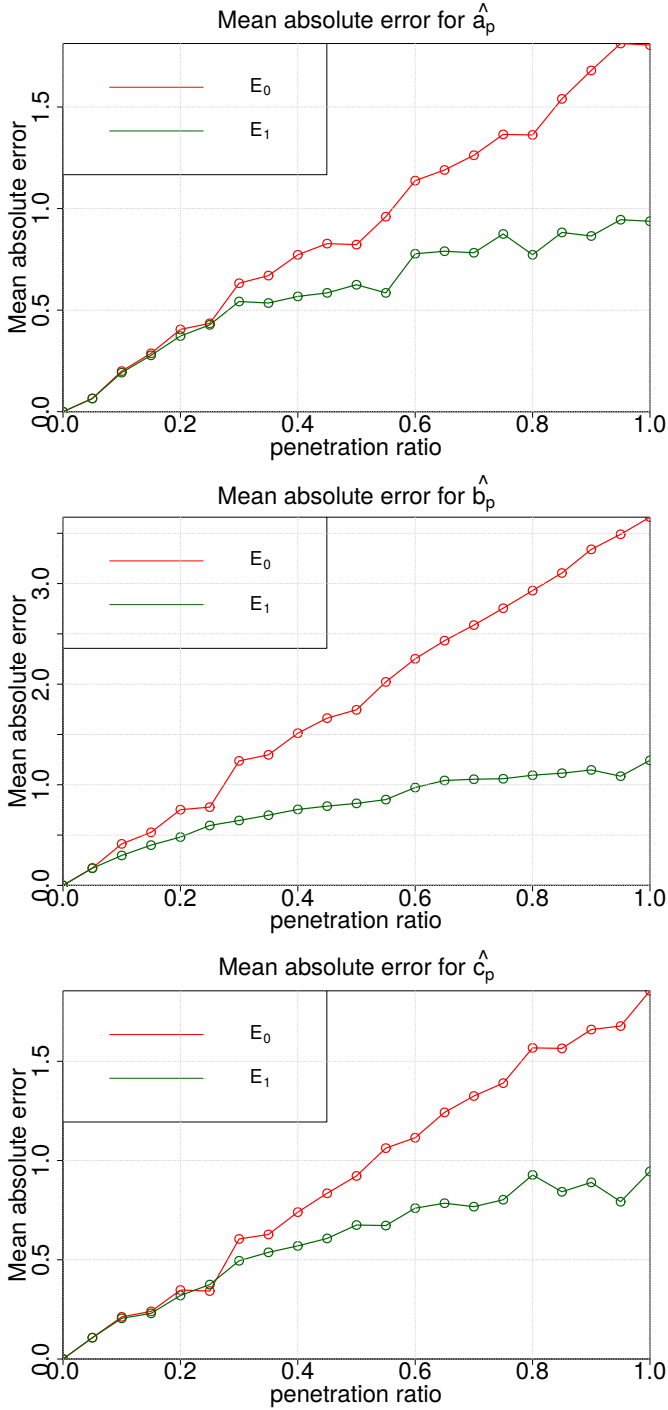 Mean absolute error for âₚ
E₀
E₁
Mean absolute error
0.0 0.5 1.0 1.5
0.0 0.2 0.4 0.6 0.8 1.0
penetration ratio
Mean absolute error for b̂ₚ
E₀
E₁
Mean absolute error
0.0 1.0 2.0 3.0
0.0 0.2 0.4 0.6 0.8 1.0
penetration ratio
Mean absolute error for ĉₚ
E₀
E₁
Mean absolute error
0.0 0.5 1.0 1.5
0.0 0.2 0.4 0.6 0.8 1.0
penetration ratio